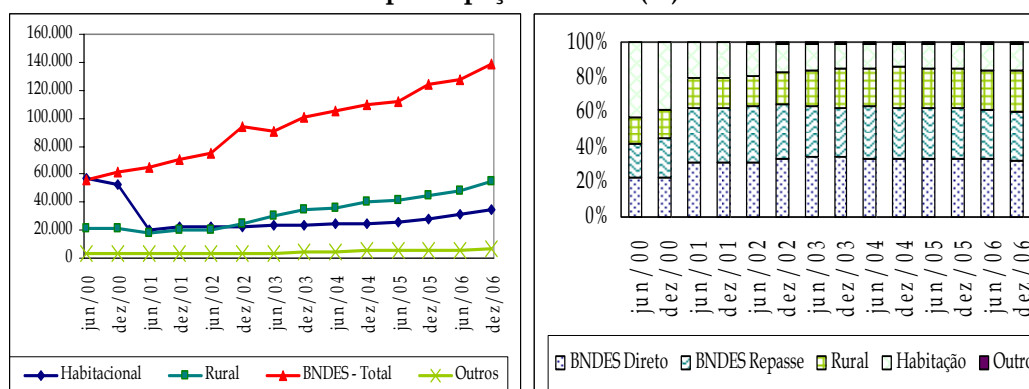 160.000
140.000
120.000
100.000
80.000
60.000
40.000
20.000
0
jun/00
dez/00
jun/01
dez/01
jun/02
dez/02
jun/03
dez/03
jun/04
dez/04
jun/05
dez/05
jun/06
dez/06
Habitacional Rural BNDES - Total Outros
100%
80%
60%
40%
20%
0%
jun/00
dez/00
jun/01
dez/01
jun/02
dez/02
jun/03
dez/03
jun/04
dez/04
jun/05
dez/05
jun/06
dez/06
BNDES Direto BNDES Repasse Rural Habitação Outro